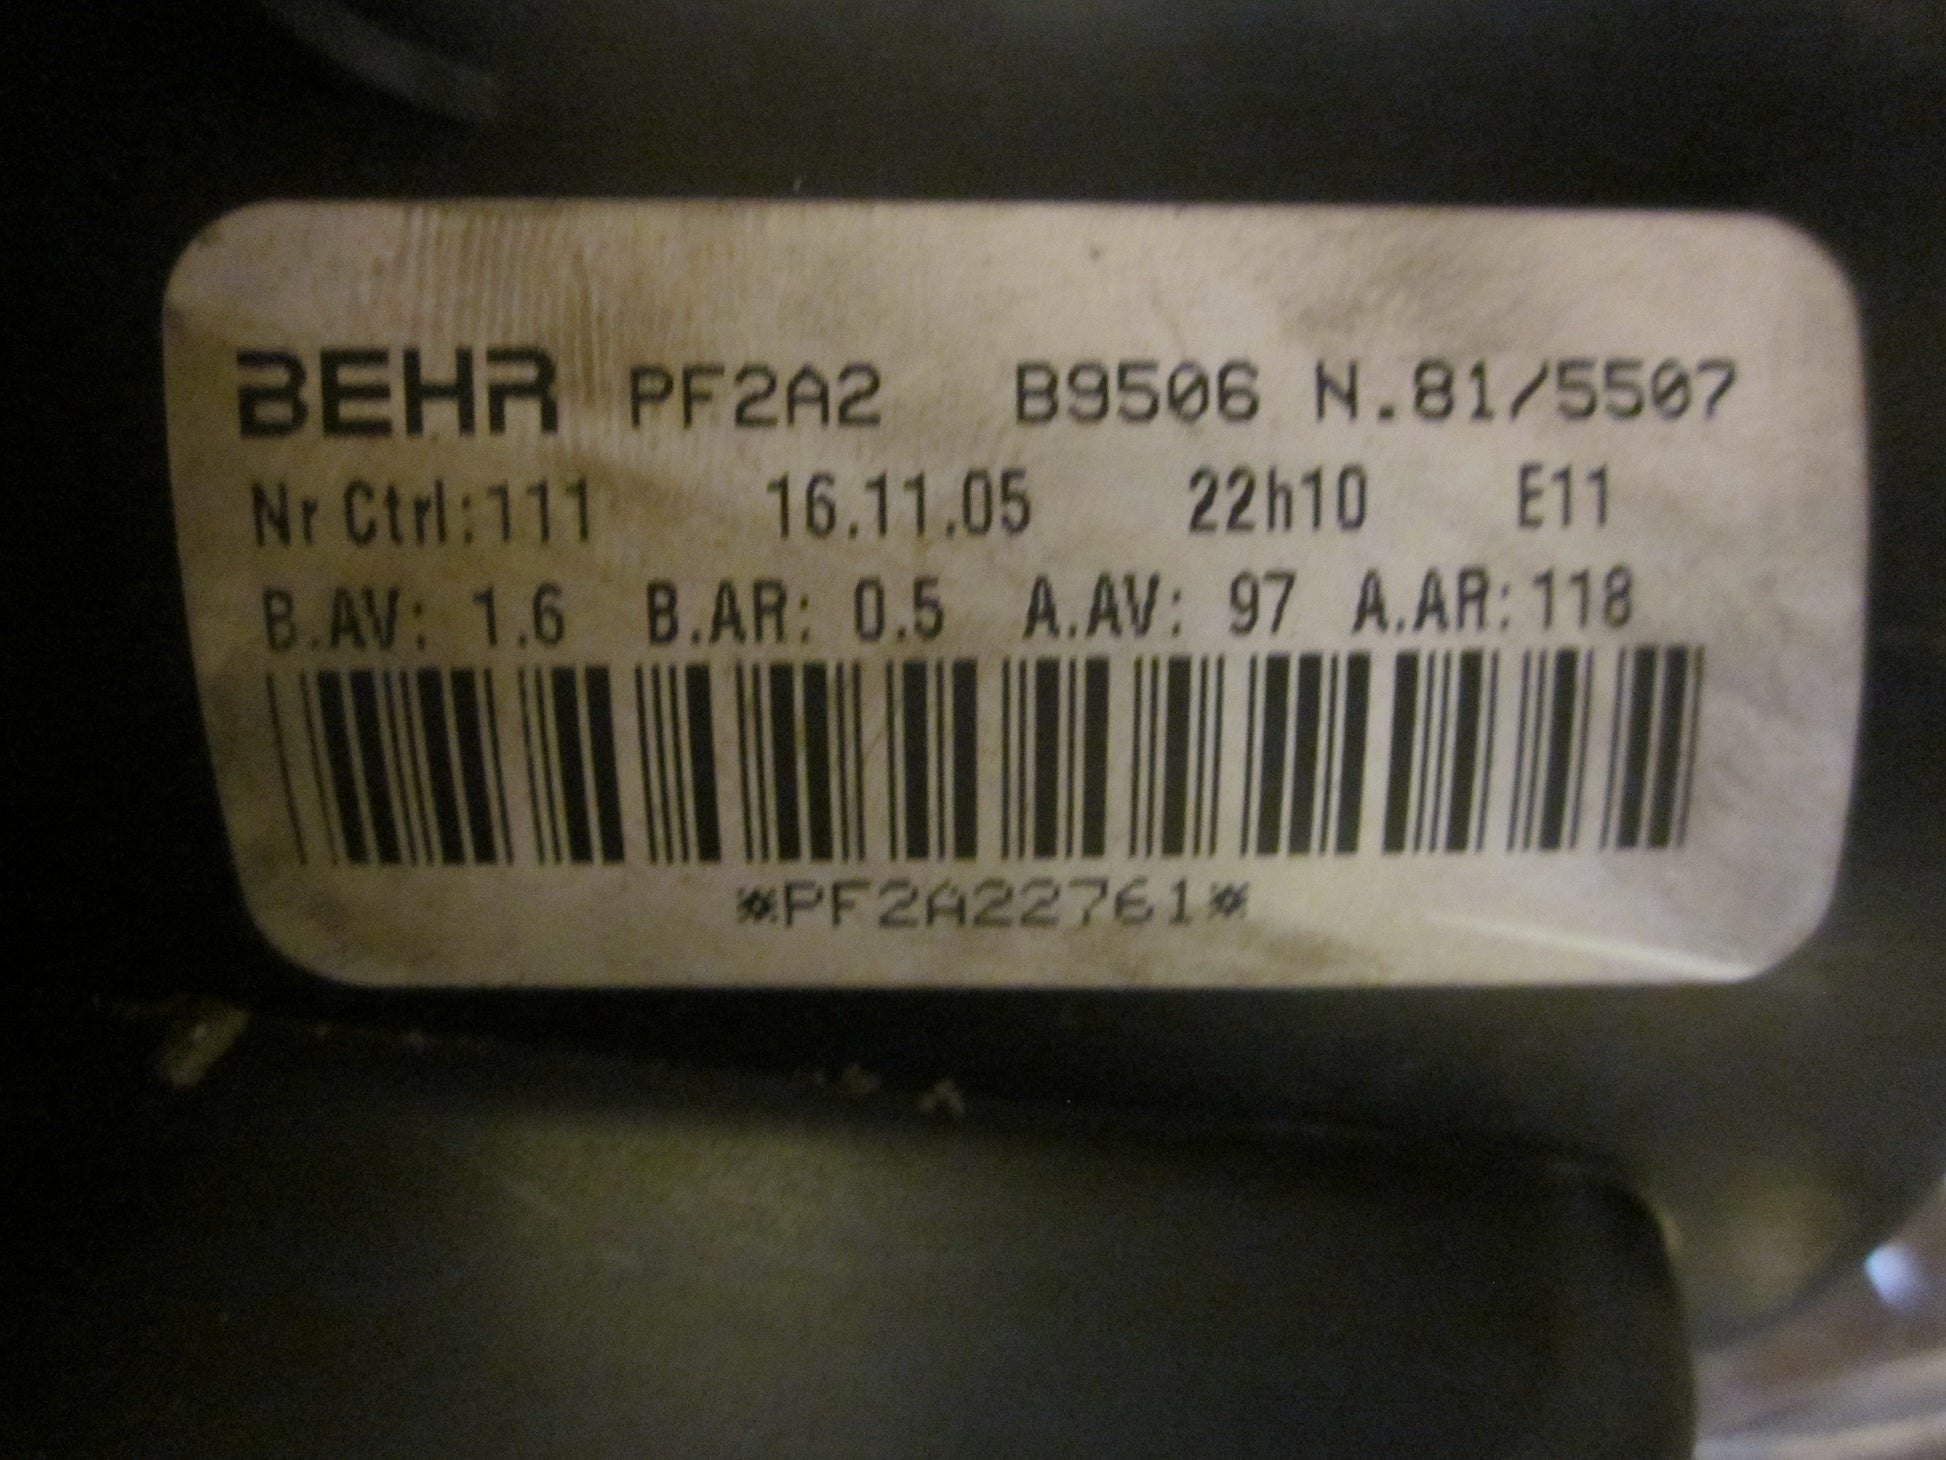 BEHR PF2A2 B9506 N.81/5507
Nr Ctrl:111 16.11.05 22h10 E11
B.AV: 1.6 B.AR: 0.5 A.AV: 97 A.AR:118
*PF2A22761*